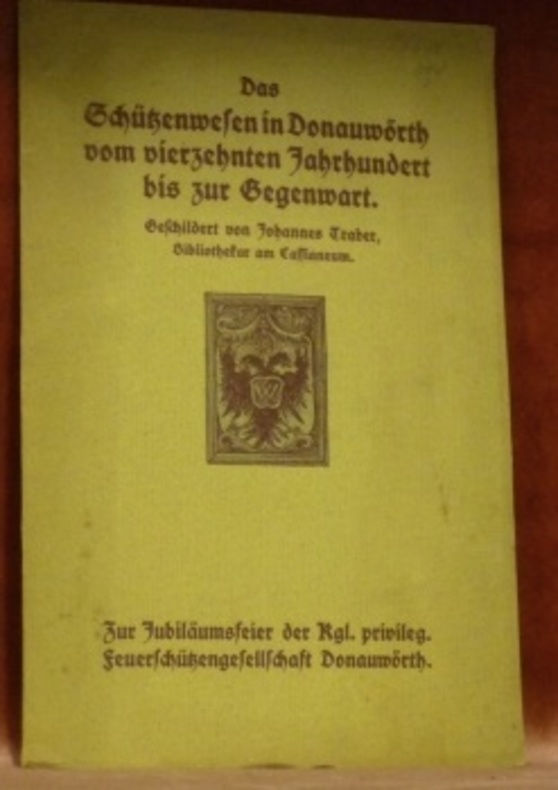 Das
Schützenwesen in Donauwörth
vom vierzehnten Jahrhundert
bis zur Gegenwart.
Geschildert von Johannes Traber,
Bibliothekar am Cassianeum.
W
Zur Jubiläumsfeier der Kgl. privileg.
Feuerschützengesellschaft Donauwörth.